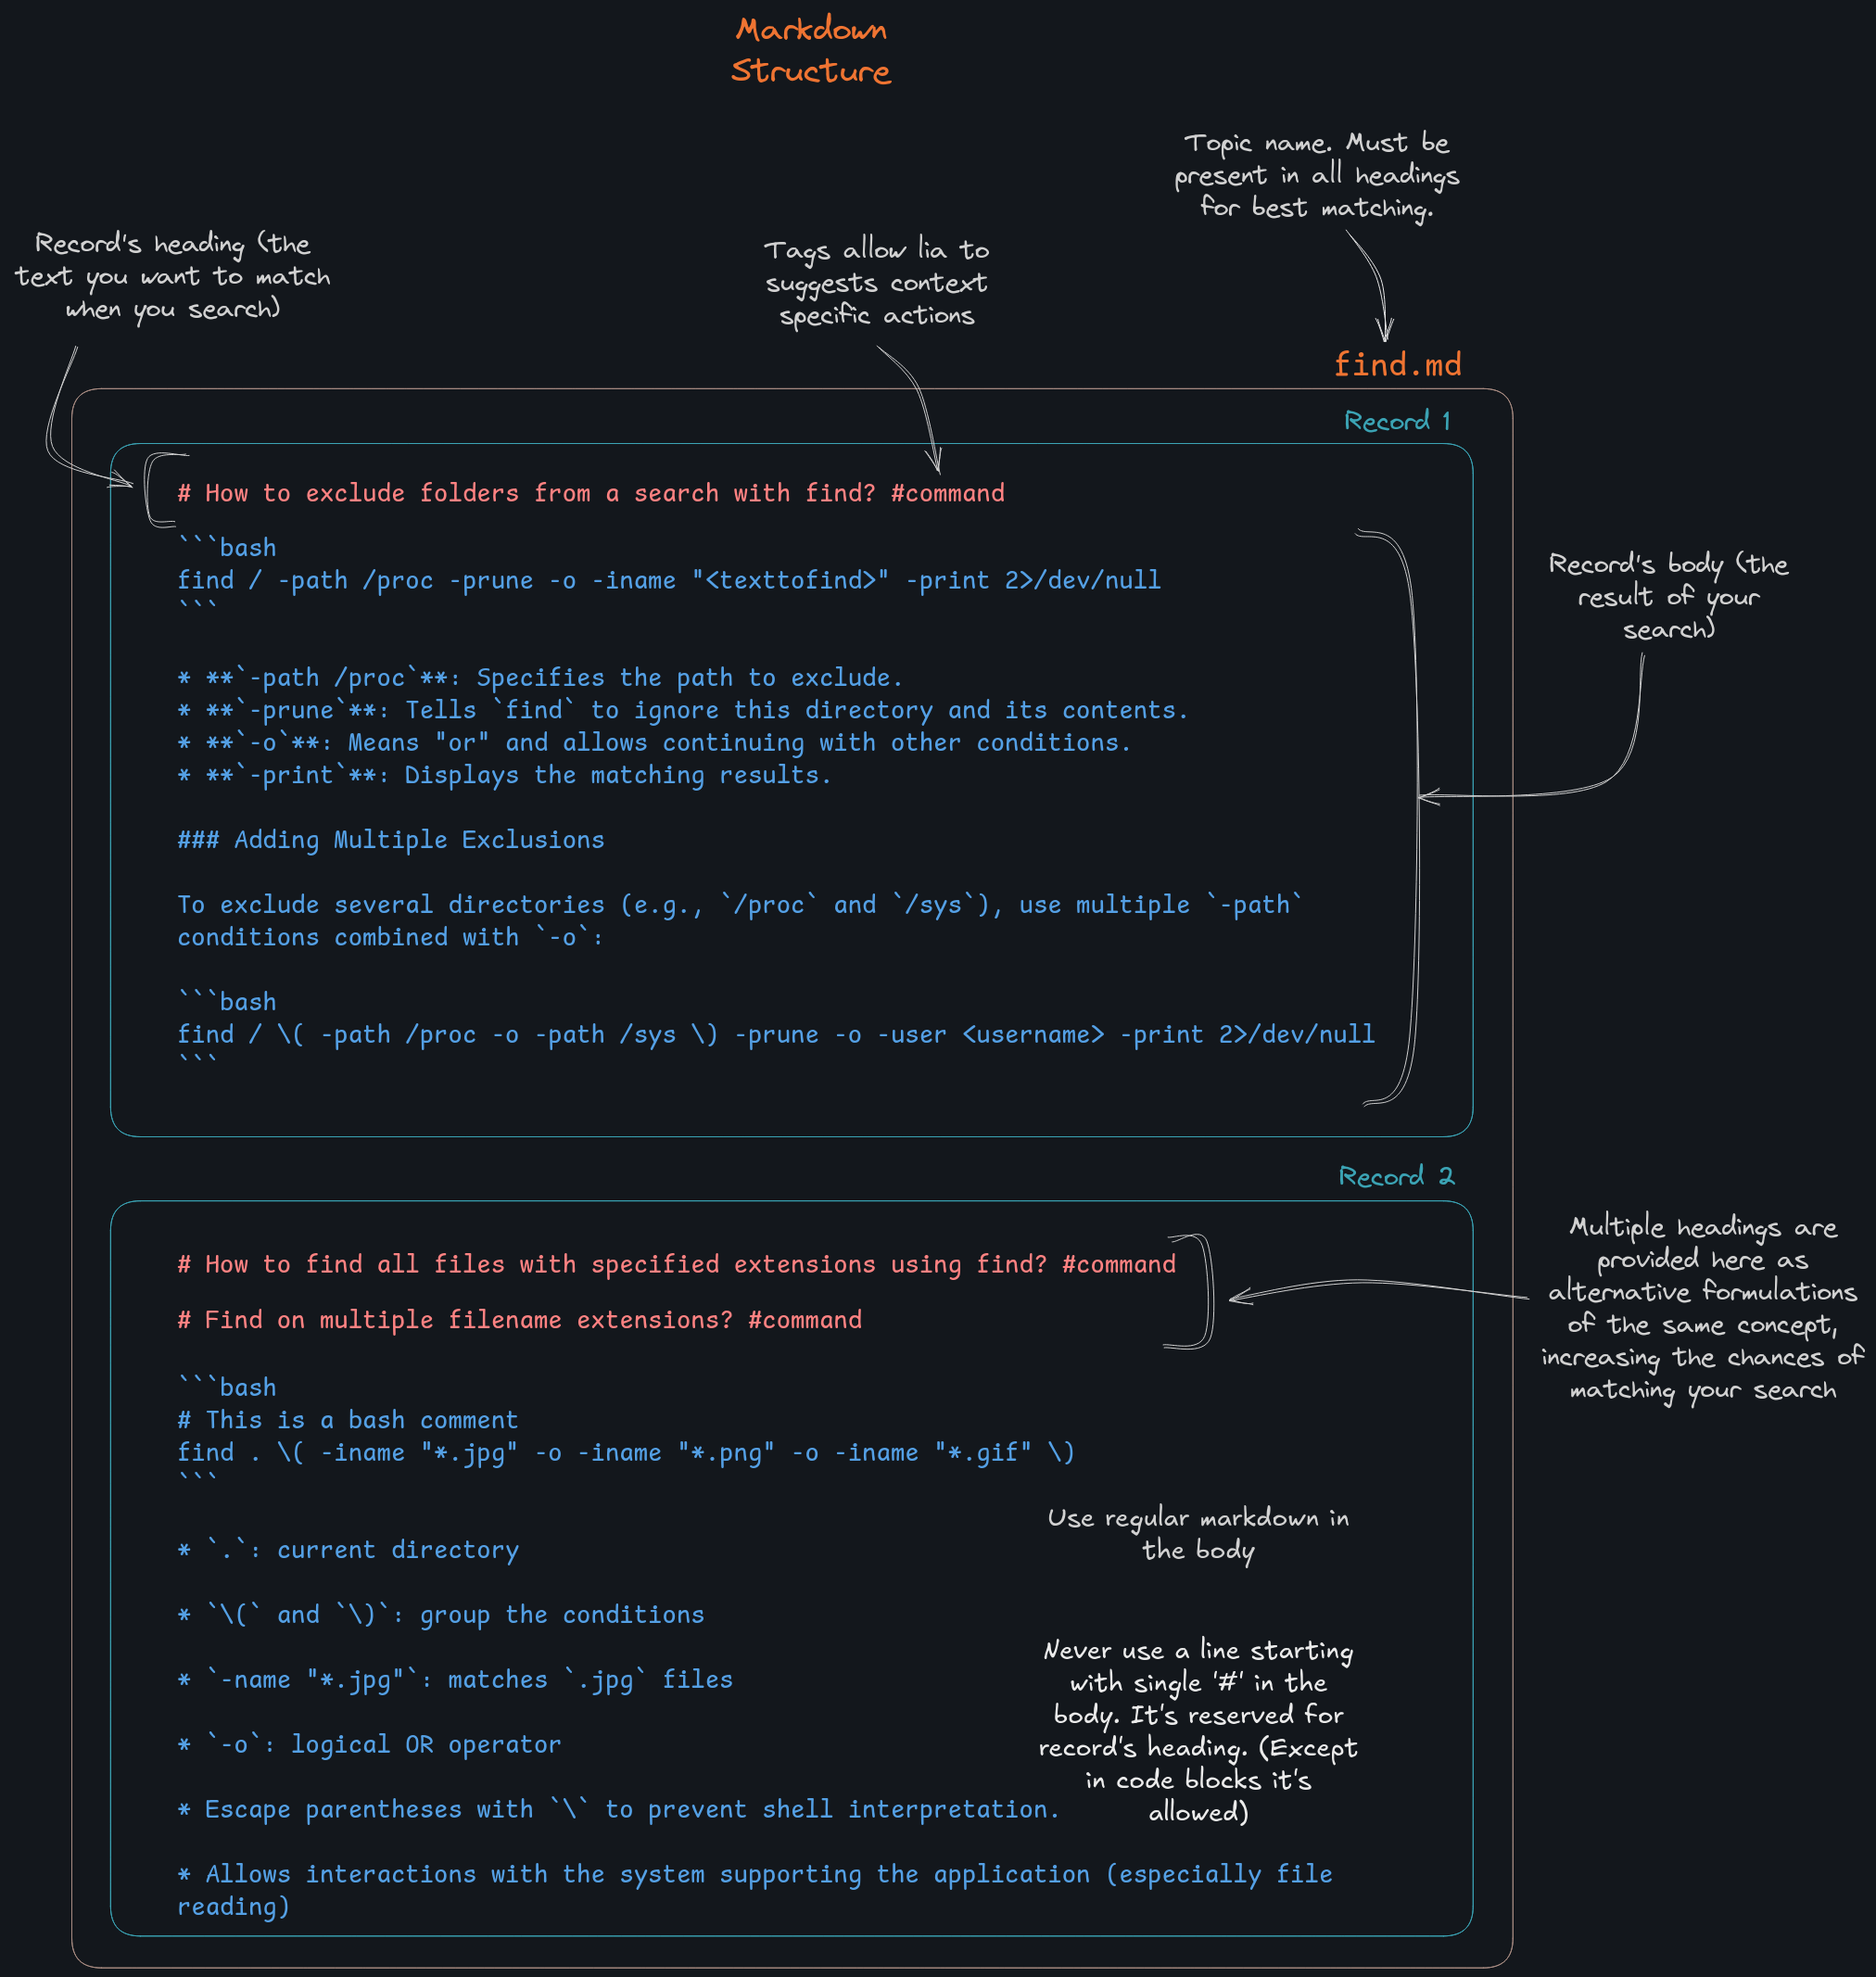 Markdown
Structure
Topic name. Must be
present in all headings
for best matching.
Record's heading (the
text you want to match
when you search)
Tags allow lia to
suggests context
specific actions
find.md
Record 1
# How to exclude folders from a search with find? #command
```bash
find / -path /proc -prune -o -iname "<texttofind>" -print 2>/dev/null
```
* **`-path /proc`**: Specifies the path to exclude.
* **`-prune`**: Tells `find` to ignore this directory and its contents.
* **`-o`**: Means "or" and allows continuing with other conditions.
* **`-print`**: Displays the matching results.
### Adding Multiple Exclusions
To exclude several directories (e.g., `/proc` and `/sys`), use multiple `-path`
conditions combined with `-o`:
```bash
find / \( -path /proc -o -path /sys \) -prune -o -user <username> -print 2>/dev/null
```
Record's body (the
result of your
search)
Record 2
# How to find all files with specified extensions using find? #command
# Find on multiple filename extensions? #command
```bash
# This is a bash comment
find . \( -iname "*.jpg" -o -iname "*.png" -o -iname "*.gif" \)
```
* `.`: current directory
* `\(` and `\)`: group the conditions
* `-name "*.jpg"`: matches `.jpg` files
* `-o`: logical OR operator
* Escape parentheses with `\` to prevent shell interpretation.
* Allows interactions with the system supporting the application (especially file
reading)
Multiple headings are
provided here as
alternative formulations
of the same concept,
increasing the chances of
matching your search
Use regular markdown in
the body
Never use a line starting
with single '#' in the
body. It's reserved for
record's heading. (Except
in code blocks it's
allowed)